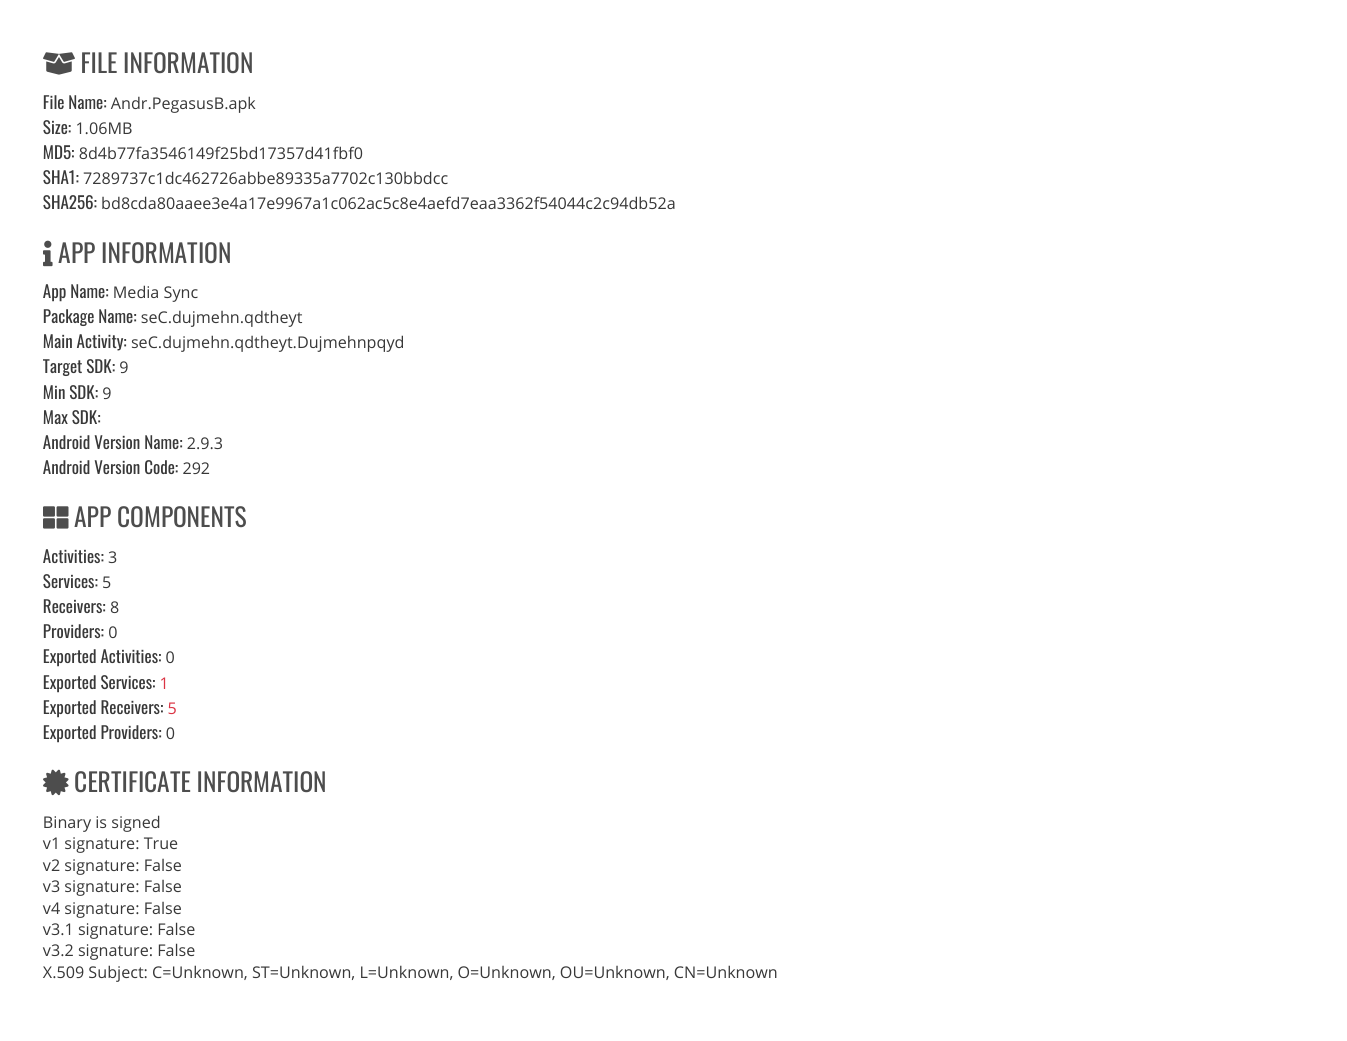 FILE INFORMATION
File Name: Andr.PegasusB.apk
Size: 1.06MB
MD5: 8d4b77fa3546149f25bd17357d41fbf0
SHA1: 7289737c1dc462726abbe89335a7702c130bbdcc
SHA256: bd8cda80aaee3e4a17e9967a1c062ac5c8e4aefd7eaa3362f54044c2c94db52a
APP INFORMATION
App Name: Media Sync
Package Name: seC.dujmehn.qdtheyt
Main Activity: seC.dujmehn.qdtheyt.Dujmehnpqyd
Target SDK: 9
Min SDK: 9
Max SDK:
Android Version Name: 2.9.3
Android Version Code: 292
APP COMPONENTS
Activities: 3
Services: 5
Receivers: 8
Providers: 0
Exported Activities: 0
Exported Services: 1
Exported Receivers: 5
Exported Providers: 0
CERTIFICATE INFORMATION
Binary is signed
v1 signature: True
v2 signature: False
v3 signature: False
v4 signature: False
v3.1 signature: False
v3.2 signature: False
X.509 Subject: C=Unknown, ST=Unknown, L=Unknown, O=Unknown, OU=Unknown, CN=Unknown